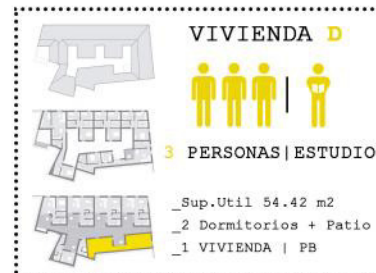 VIVIENDA D
3 PERSONAS|ESTUDIO
_Sup.Util 54.42 m2
_2 Dormitorios + Patio
_1 VIVIENDA | PB